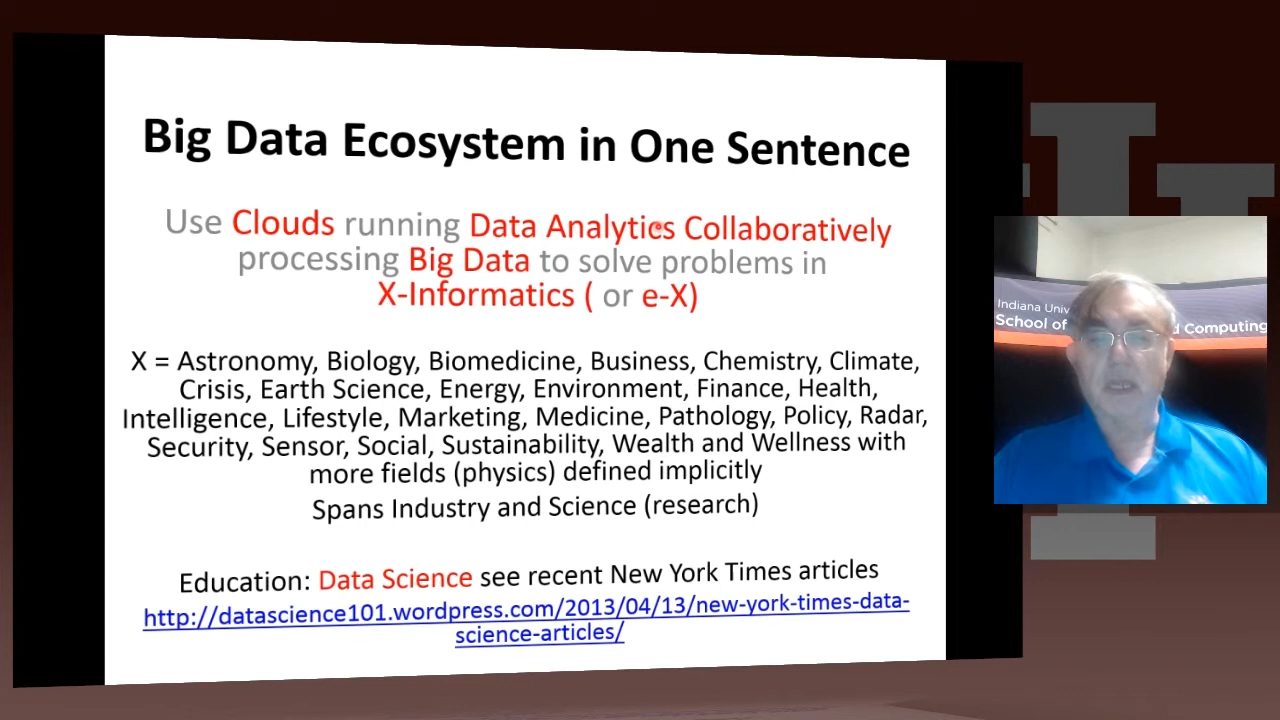 Big Data Ecosystem in One Sentence
Use Clouds running Data Analytics Collaboratively
processing Big Data to solve problems in
X-Informatics ( or e-X)
X = Astronomy, Biology, Biomedicine, Business, Chemistry, Climate,
Crisis, Earth Science, Energy, Environment, Finance, Health,
Intelligence, Lifestyle, Marketing, Medicine, Pathology, Policy, Radar,
Security, Sensor, Social, Sustainability, Wealth and Wellness with
more fields (physics) defined implicitly
Spans Industry and Science (research)
Education: Data Science see recent New York Times articles
http://datascience101.wordpress.com/2013/04/13/new-york-times-data-
science-articles/
Indiana
School of Computing